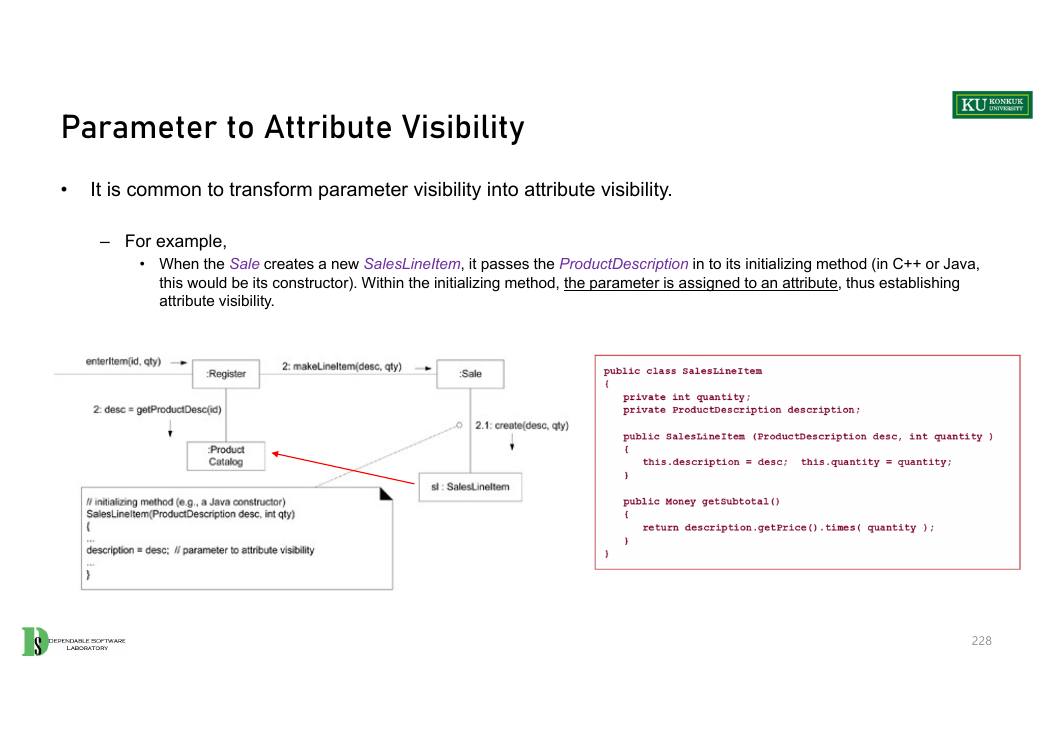 KU KONKUK UNIVERSITY
Parameter to Attribute Visibility
• It is common to transform parameter visibility into attribute visibility.
– For example,
• When the Sale creates a new SalesLineItem, it passes the ProductDescription in to its initializing method (in C++ or Java,
this would be its constructor). Within the initializing method, the parameter is assigned to an attribute, thus establishing
attribute visibility.
enterItem(id, qty)
:Register
2: makeLineItem(desc, qty)
:Sale
2: desc = getProductDesc(id)
2.1: create(desc, qty)
:Product
Catalog
sl : SalesLineItem
// initializing method (e.g., a Java constructor)
SalesLineItem(ProductDescription desc, int qty)
{
...
description = desc; // parameter to attribute visibility
...
}
public class SalesLineItem
{
private int quantity;
private ProductDescription description;
public SalesLineItem (ProductDescription desc, int quantity )
{
this.description = desc; this.quantity = quantity;
}
public Money getSubtotal()
{
return description.getPrice().times( quantity );
}
}
DS DEPENDABLE SOFTWARE
LABORATORY
228